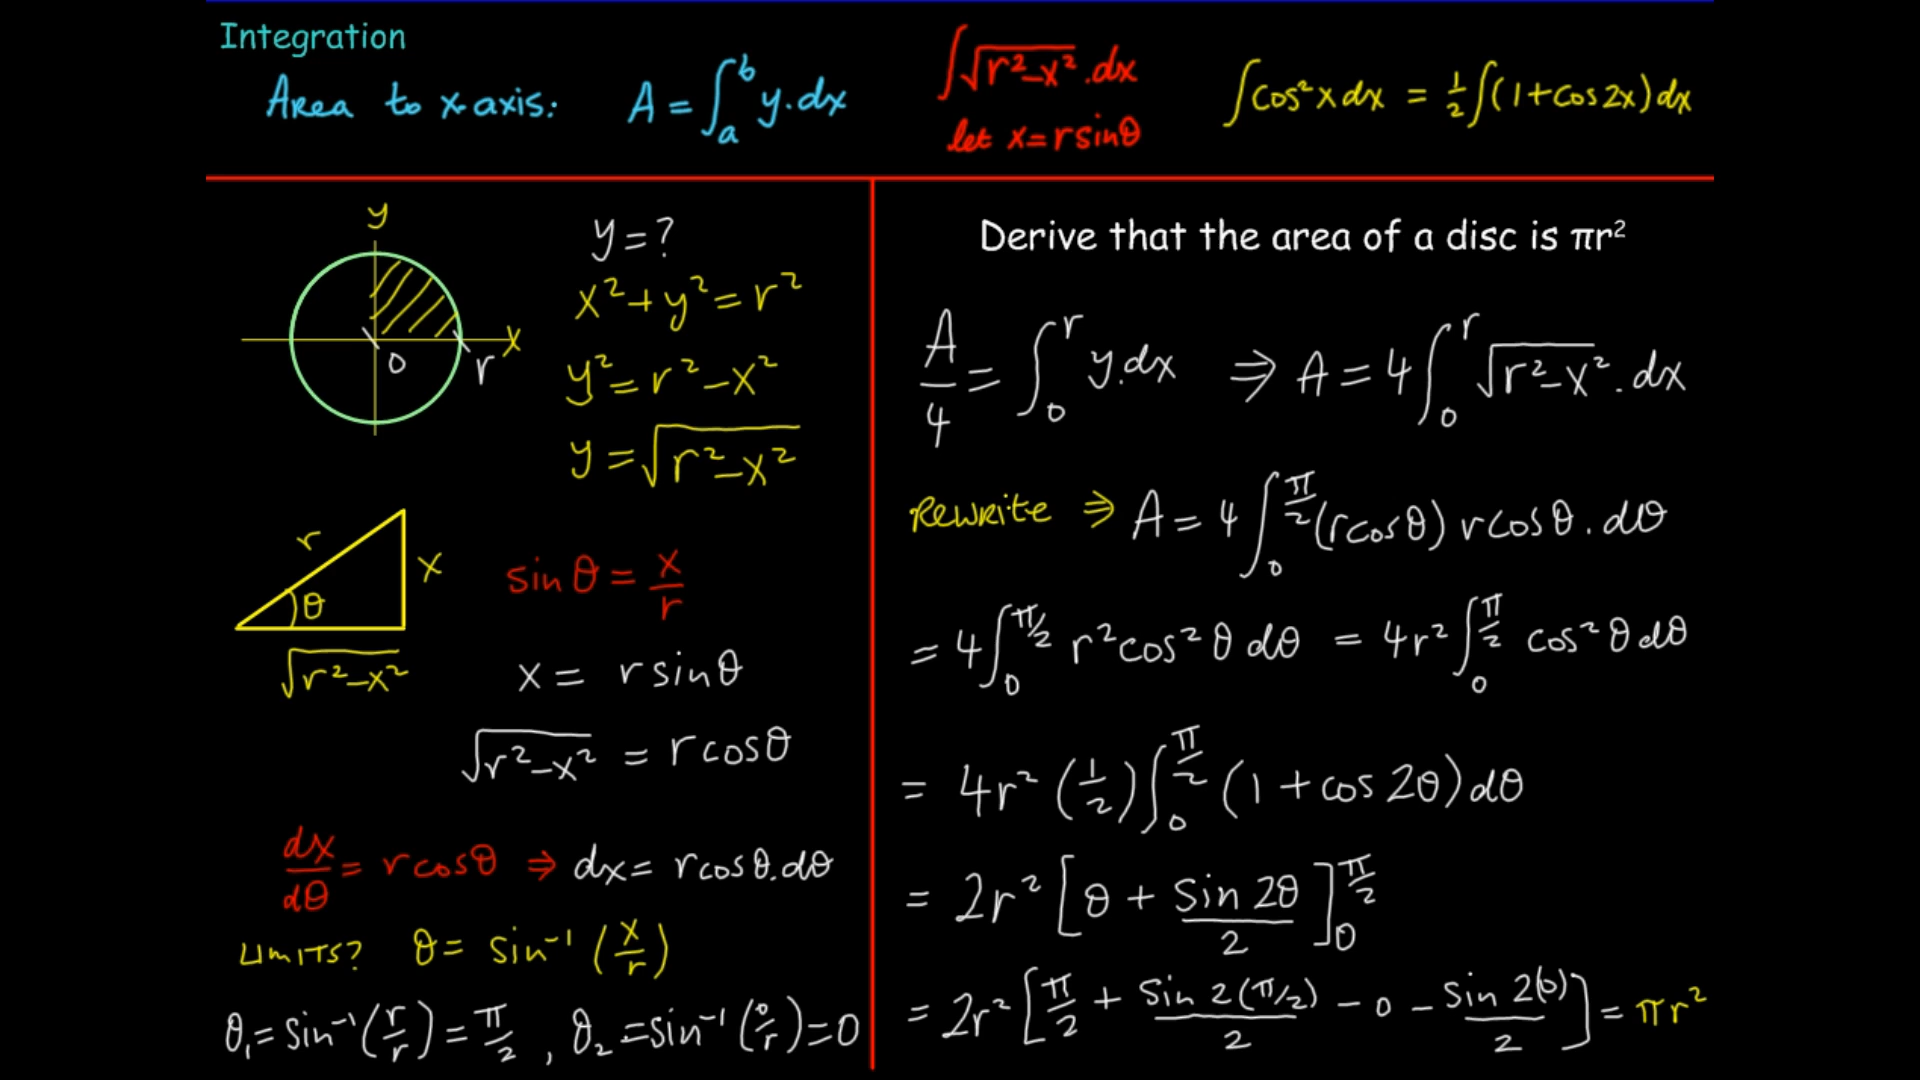 Integration
Area to x-axis: A = ∫_a^b y.dx
∫√(r²-x²).dx
let x = r sinθ
∫cos²x dx = ½∫(1+cos2x)dx
y
x
0
r
y = ?
x² + y² = r²
y² = r² - x²
y = √(r²-x²)
r
x
θ
√(r²-x²)
sin θ = x/r
x = r sinθ
√(r²-x²) = r cosθ
dx/dθ = r cosθ ⇒ dx = r cosθ.dθ
LIMITS? θ = sin⁻¹(x/r)
θ₁ = sin⁻¹(r/r) = π/2 , θ₂ = sin⁻¹(0/r) = 0
Derive that the area of a disc is πr²
A/4 = ∫_0^r y.dx ⇒ A = 4∫_0^r √(r²-x²).dx
Rewrite ⇒ A = 4∫_0^(π/2) (r cosθ) r cosθ.dθ
= 4∫_0^(π/2) r² cos²θ dθ = 4r² ∫_0^(π/2) cos²θ dθ
= 4r² (1/2) ∫_0^(π/2) (1 + cos 2θ) dθ
= 2r² [θ + Sin 2θ/2]_0^(π/2)
= 2r² [π/2 + Sin 2(π/2)/2 - 0 - Sin 2(0)/2] = πr²